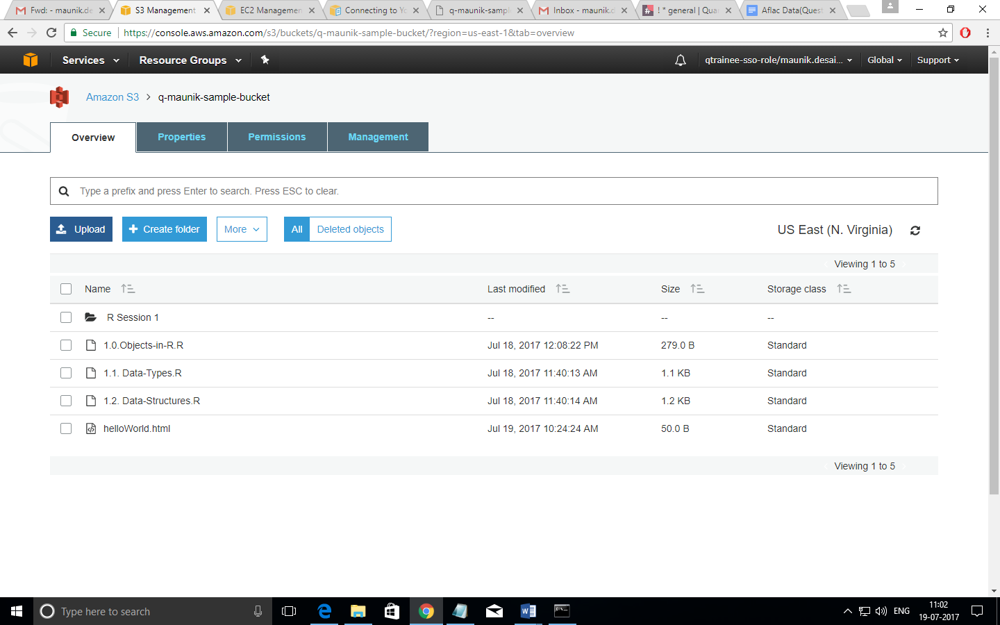 Fwd: - maunik.de
S3 Management
EC2 Managemen
Connecting to Yo
q-maunik-sampl
Inbox - maunik.d
! * general | Qua
Aflac Data(Quest
Secure
https://console.aws.amazon.com/s3/buckets/q-maunik-sample-bucket/?region=us-east-1&tab=overview
Services
Resource Groups
qtrainee-sso-role/maunik.desai...
Global
Support
Amazon S3 > q-maunik-sample-bucket
Overview
Properties
Permissions
Management
Type a prefix and press Enter to search. Press ESC to clear.
Upload
Create folder
More
All
Deleted objects
US East (N. Virginia)
Viewing 1 to 5
Name Last modified Size Storage class
R Session 1 -- -- --
1.0.Objects-in-R.R Jul 18, 2017 12:08:22 PM 279.0 B Standard
1.1. Data-Types.R Jul 18, 2017 11:40:13 AM 1.1 KB Standard
1.2. Data-Structures.R Jul 18, 2017 11:40:14 AM 1.2 KB Standard
helloWorld.html Jul 19, 2017 10:24:24 AM 50.0 B Standard
Viewing 1 to 5
Type here to search
ENG
11:02
19-07-2017